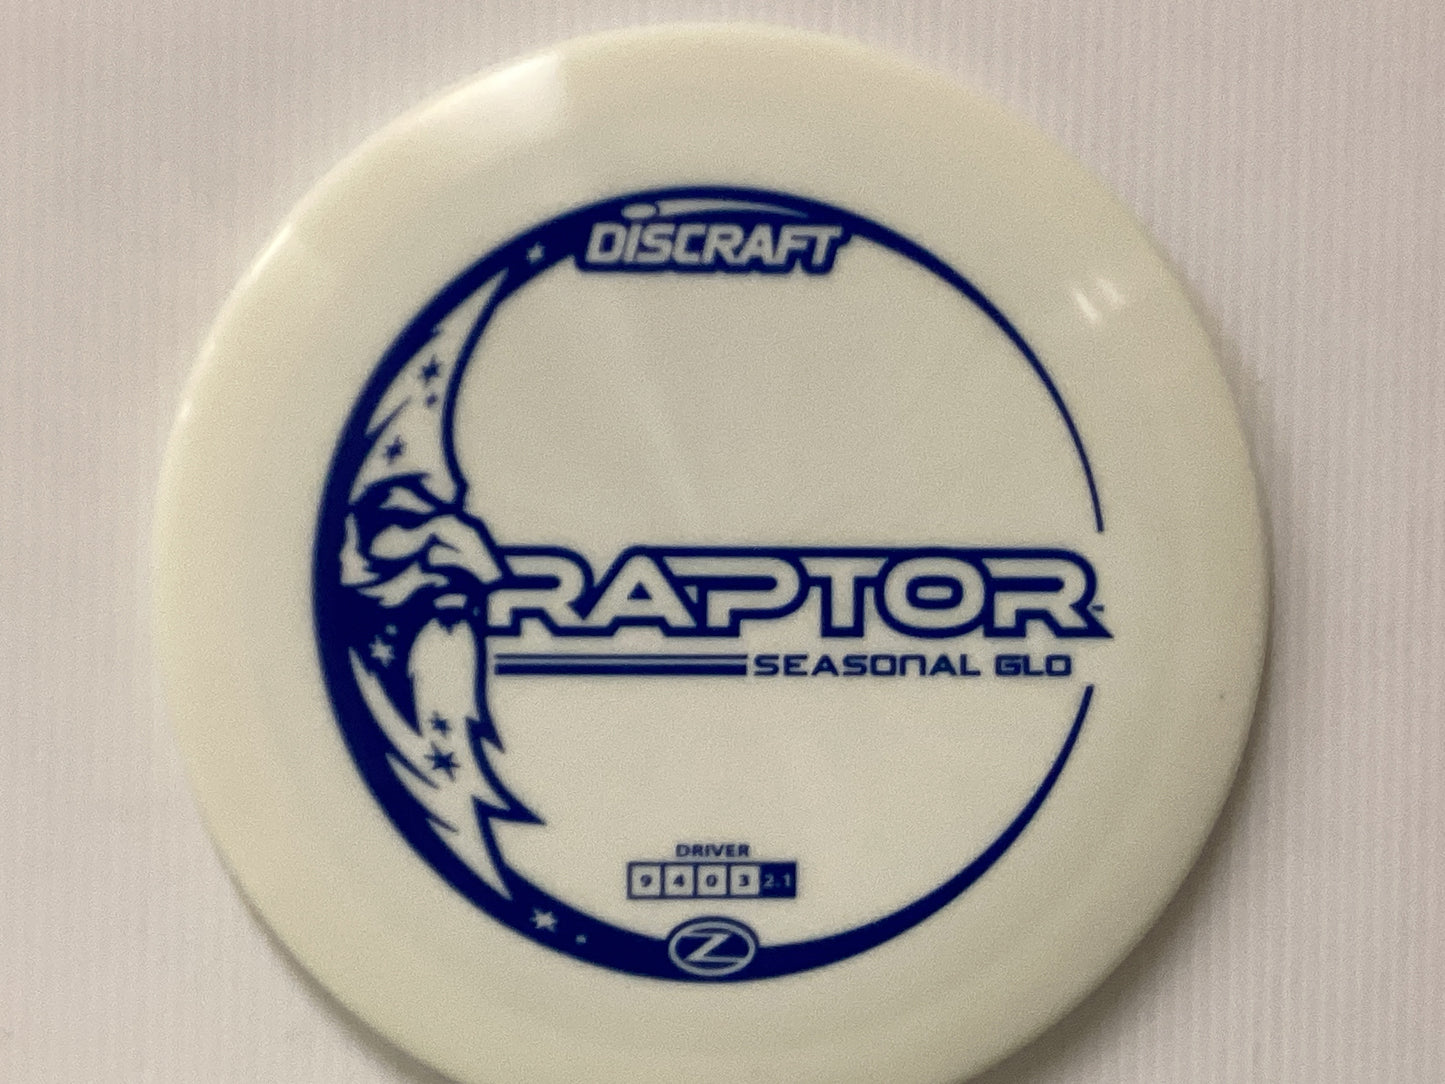 DISCRAFT
RAPTOR
SEASONAL GLO
DRIVER
9 4 0 3 2.1
Z